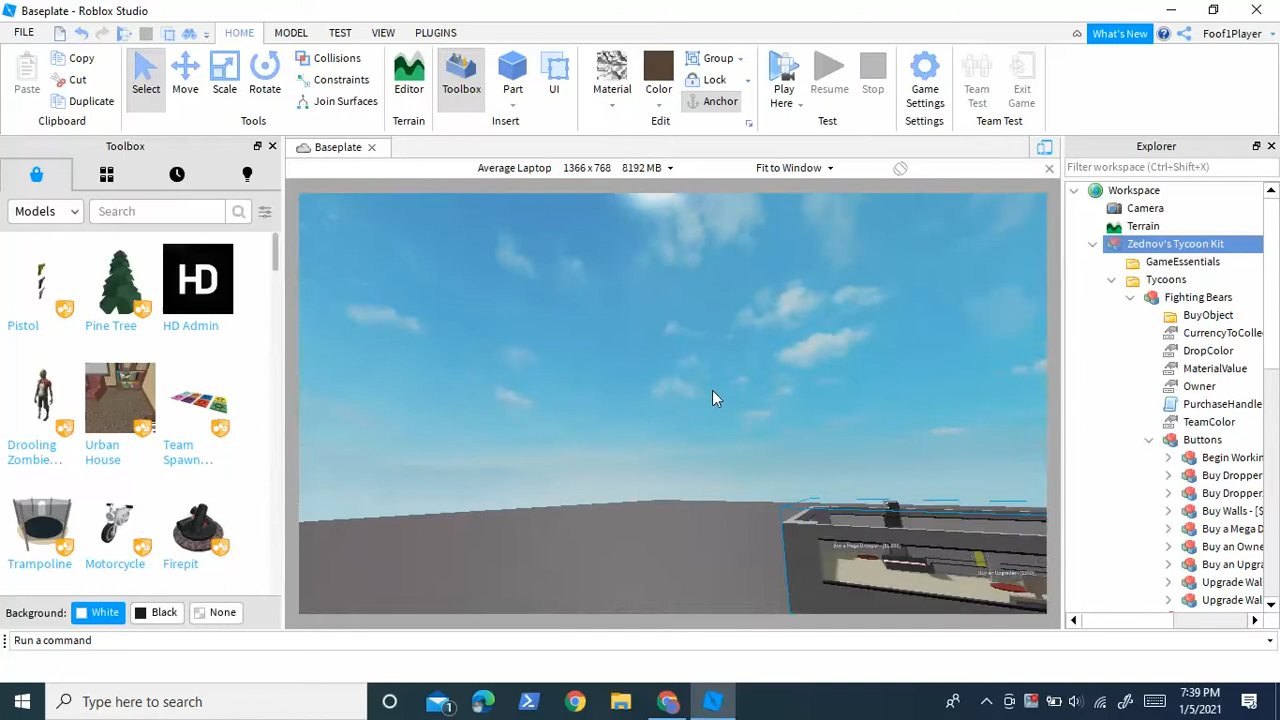 Baseplate - Roblox Studio
FILE
HOME
MODEL
TEST
VIEW
PLUGINS
What's New
Foof1Player
Paste
Copy
Cut
Duplicate
Clipboard
Select
Move
Scale
Rotate
Collisions
Constraints
Join Surfaces
Tools
Editor
Terrain
Toolbox
Part
UI
Insert
Material
Color
Group
Lock
Anchor
Edit
Play Here
Resume
Stop
Test
Game Settings
Settings
Team Test
Exit Game
Team Test
Toolbox
Models
Search
Pistol
Pine Tree
HD
HD Admin
Drooling Zombie...
Urban House
Team Spawn...
Trampoline
Motorcycle
Firepit
Background:
White
Black
None
Baseplate
Average Laptop
1366 x 768
8192 MB
Fit to Window
Explorer
Filter workspace (Ctrl+Shift+X)
Workspace
Camera
Terrain
Zednov's Tycoon Kit
GameEssentials
Tycoons
Fighting Bears
BuyObject
CurrencyToColle
DropColor
MaterialValue
Owner
PurchaseHandle
TeamColor
Buttons
Begin Workin
Buy Dropper
Buy Dropper
Buy Walls - [$
Buy a Mega D
Buy an Owne
Buy an Upgra
Upgrade Wal
Upgrade Wal
Run a command
Type here to search
1
7:39 PM
1/5/2021